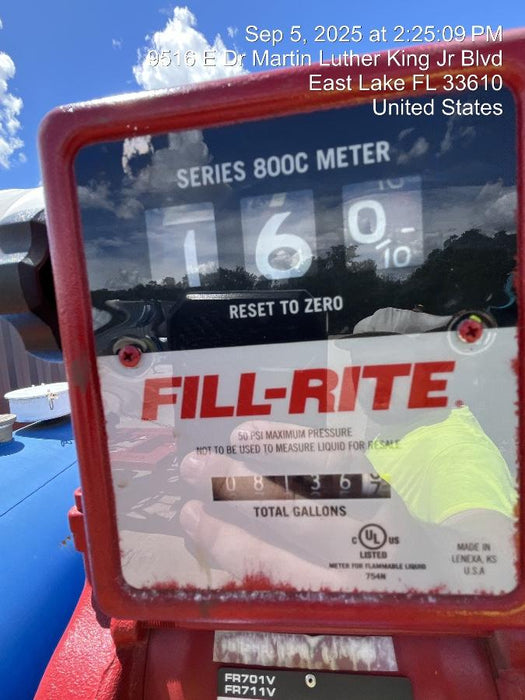 Sep 5, 2025 at 2:25:09 PM
9516 E Dr Martin Luther King Jr Blvd
East Lake FL 33610
United States
SERIES 800C METER
1 6 0/10
RESET TO ZERO
FILL-RITE®
50 PSI MAXIMUM PRESSURE
NOT TO BE USED TO MEASURE LIQUID FOR RESALE
0 8 1 3 6
TOTAL GALLONS
C UL US
LISTED
METER FOR FLAMMABLE LIQUID
754N
MADE IN
LENEXA, KS
U.S.A
FR701V
FR711V